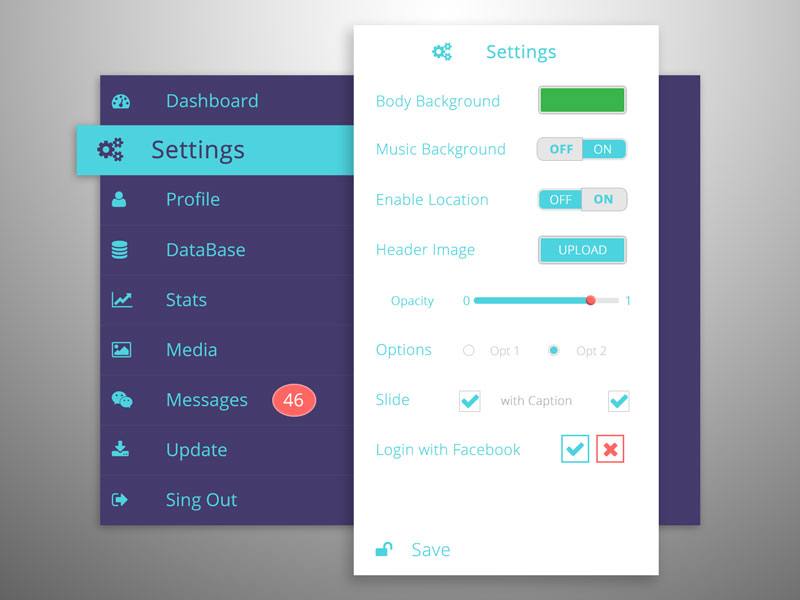 Dashboard
Settings
Profile
DataBase
Stats
Media
Messages 46
Update
Sing Out
Settings
Body Background
Music Background OFF ON
Enable Location OFF ON
Header Image UPLOAD
Opacity 0 1
Options Opt 1 Opt 2
Slide with Caption
Login with Facebook
Save